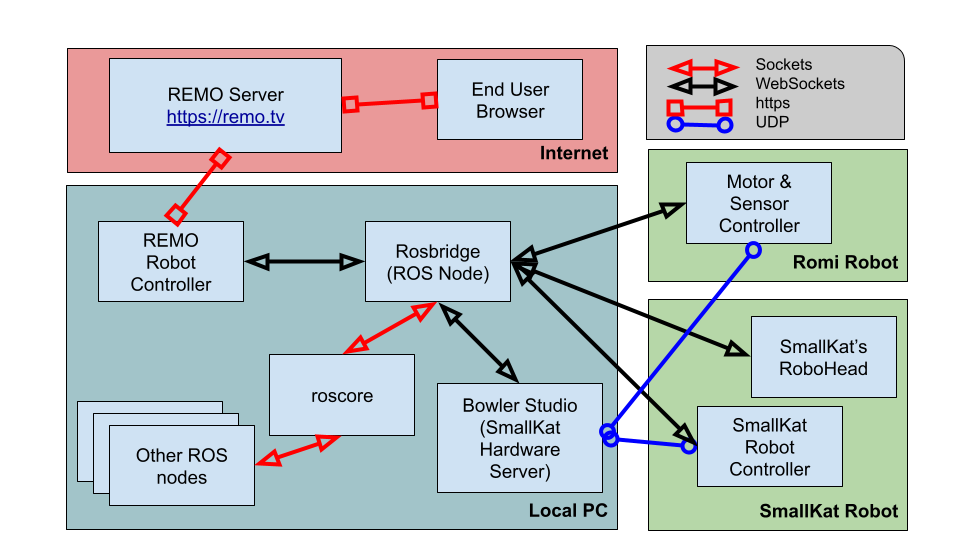 REMO Server
https://remo.tv
End User
Browser
Internet
Sockets
WebSockets
https
UDP
REMO
Robot
Controller
Rosbridge
(ROS Node)
roscore
Other ROS
nodes
Bowler Studio
(SmallKat
Hardware
Server)
Local PC
Motor &
Sensor
Controller
Romi Robot
SmallKat's
RoboHead
SmallKat
Robot
Controller
SmallKat Robot